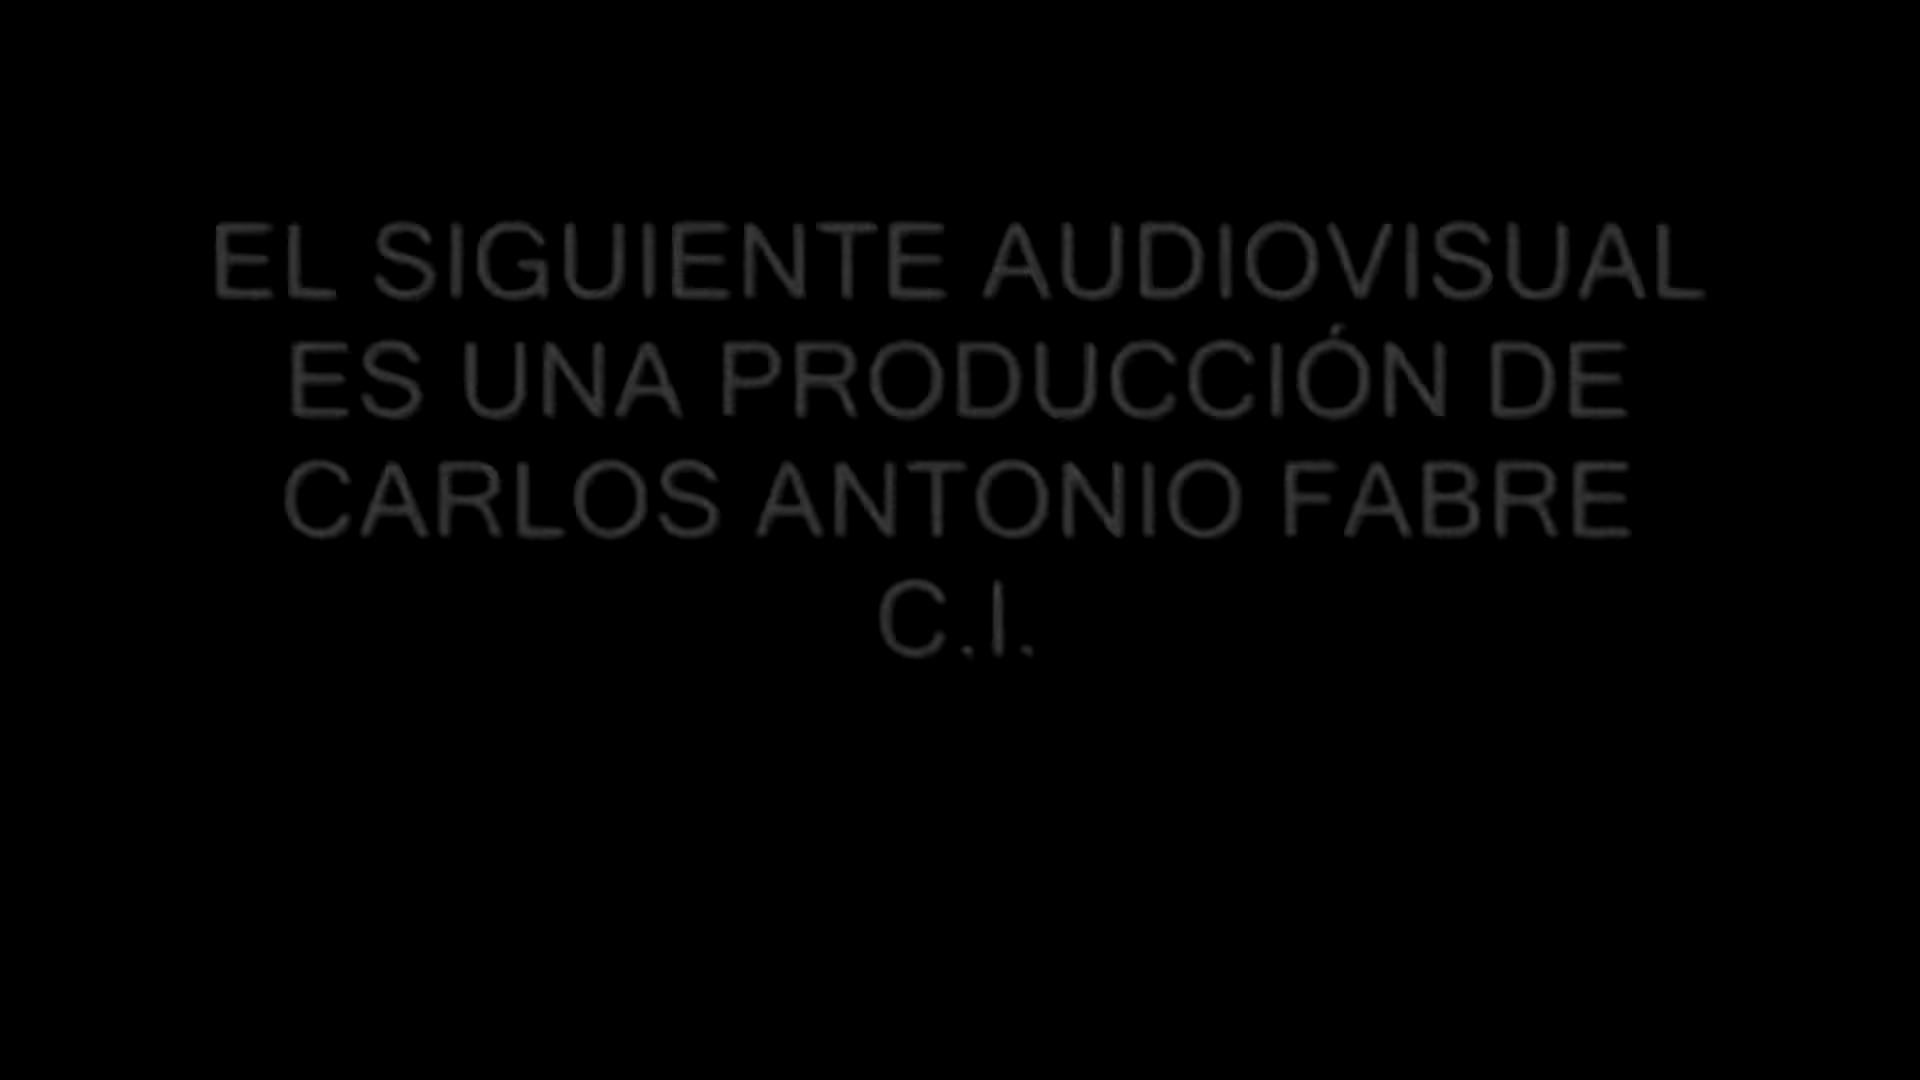 EL SIGUIENTE AUDIOVISUAL
ES UNA PRODUCCIÓN DE
CARLOS ANTONIO FABRE
C.I.